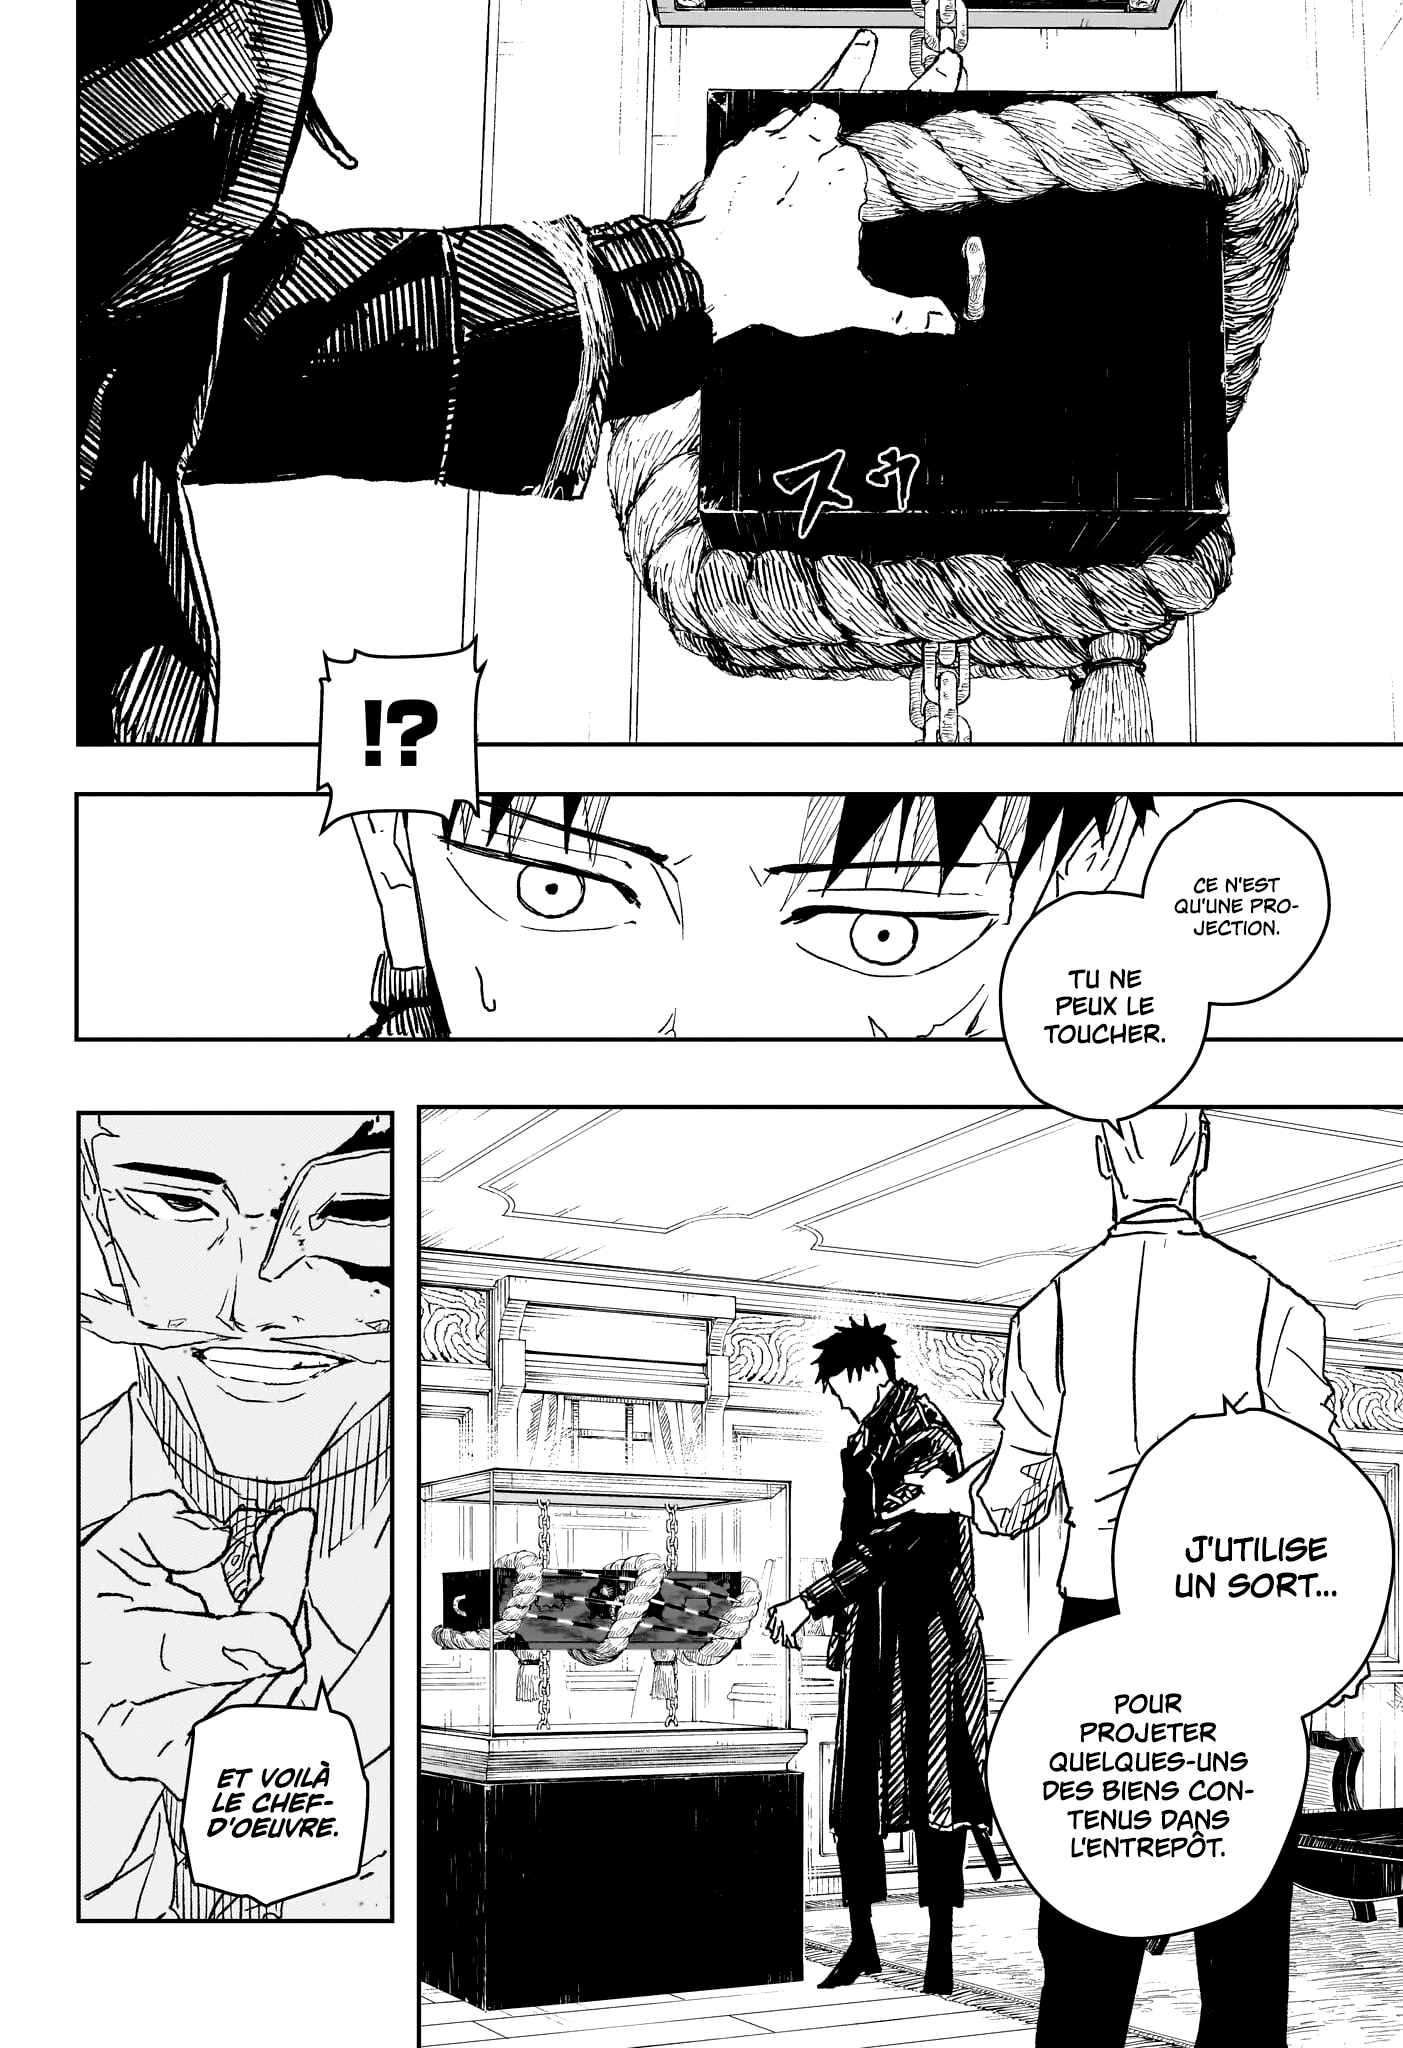 スゥ
!?
CE N'EST
QU'UNE PRO-
JECTION.
TU NE
PEUX LE
TOUCHER.
J'UTILISE
UN SORT...
POUR
PROJETER
QUELQUES-UNS
DES BIENS CON-
TENUS DANS
L'ENTREPÔT.
ET VOILÀ
LE CHEF-
D'OEUVRE.